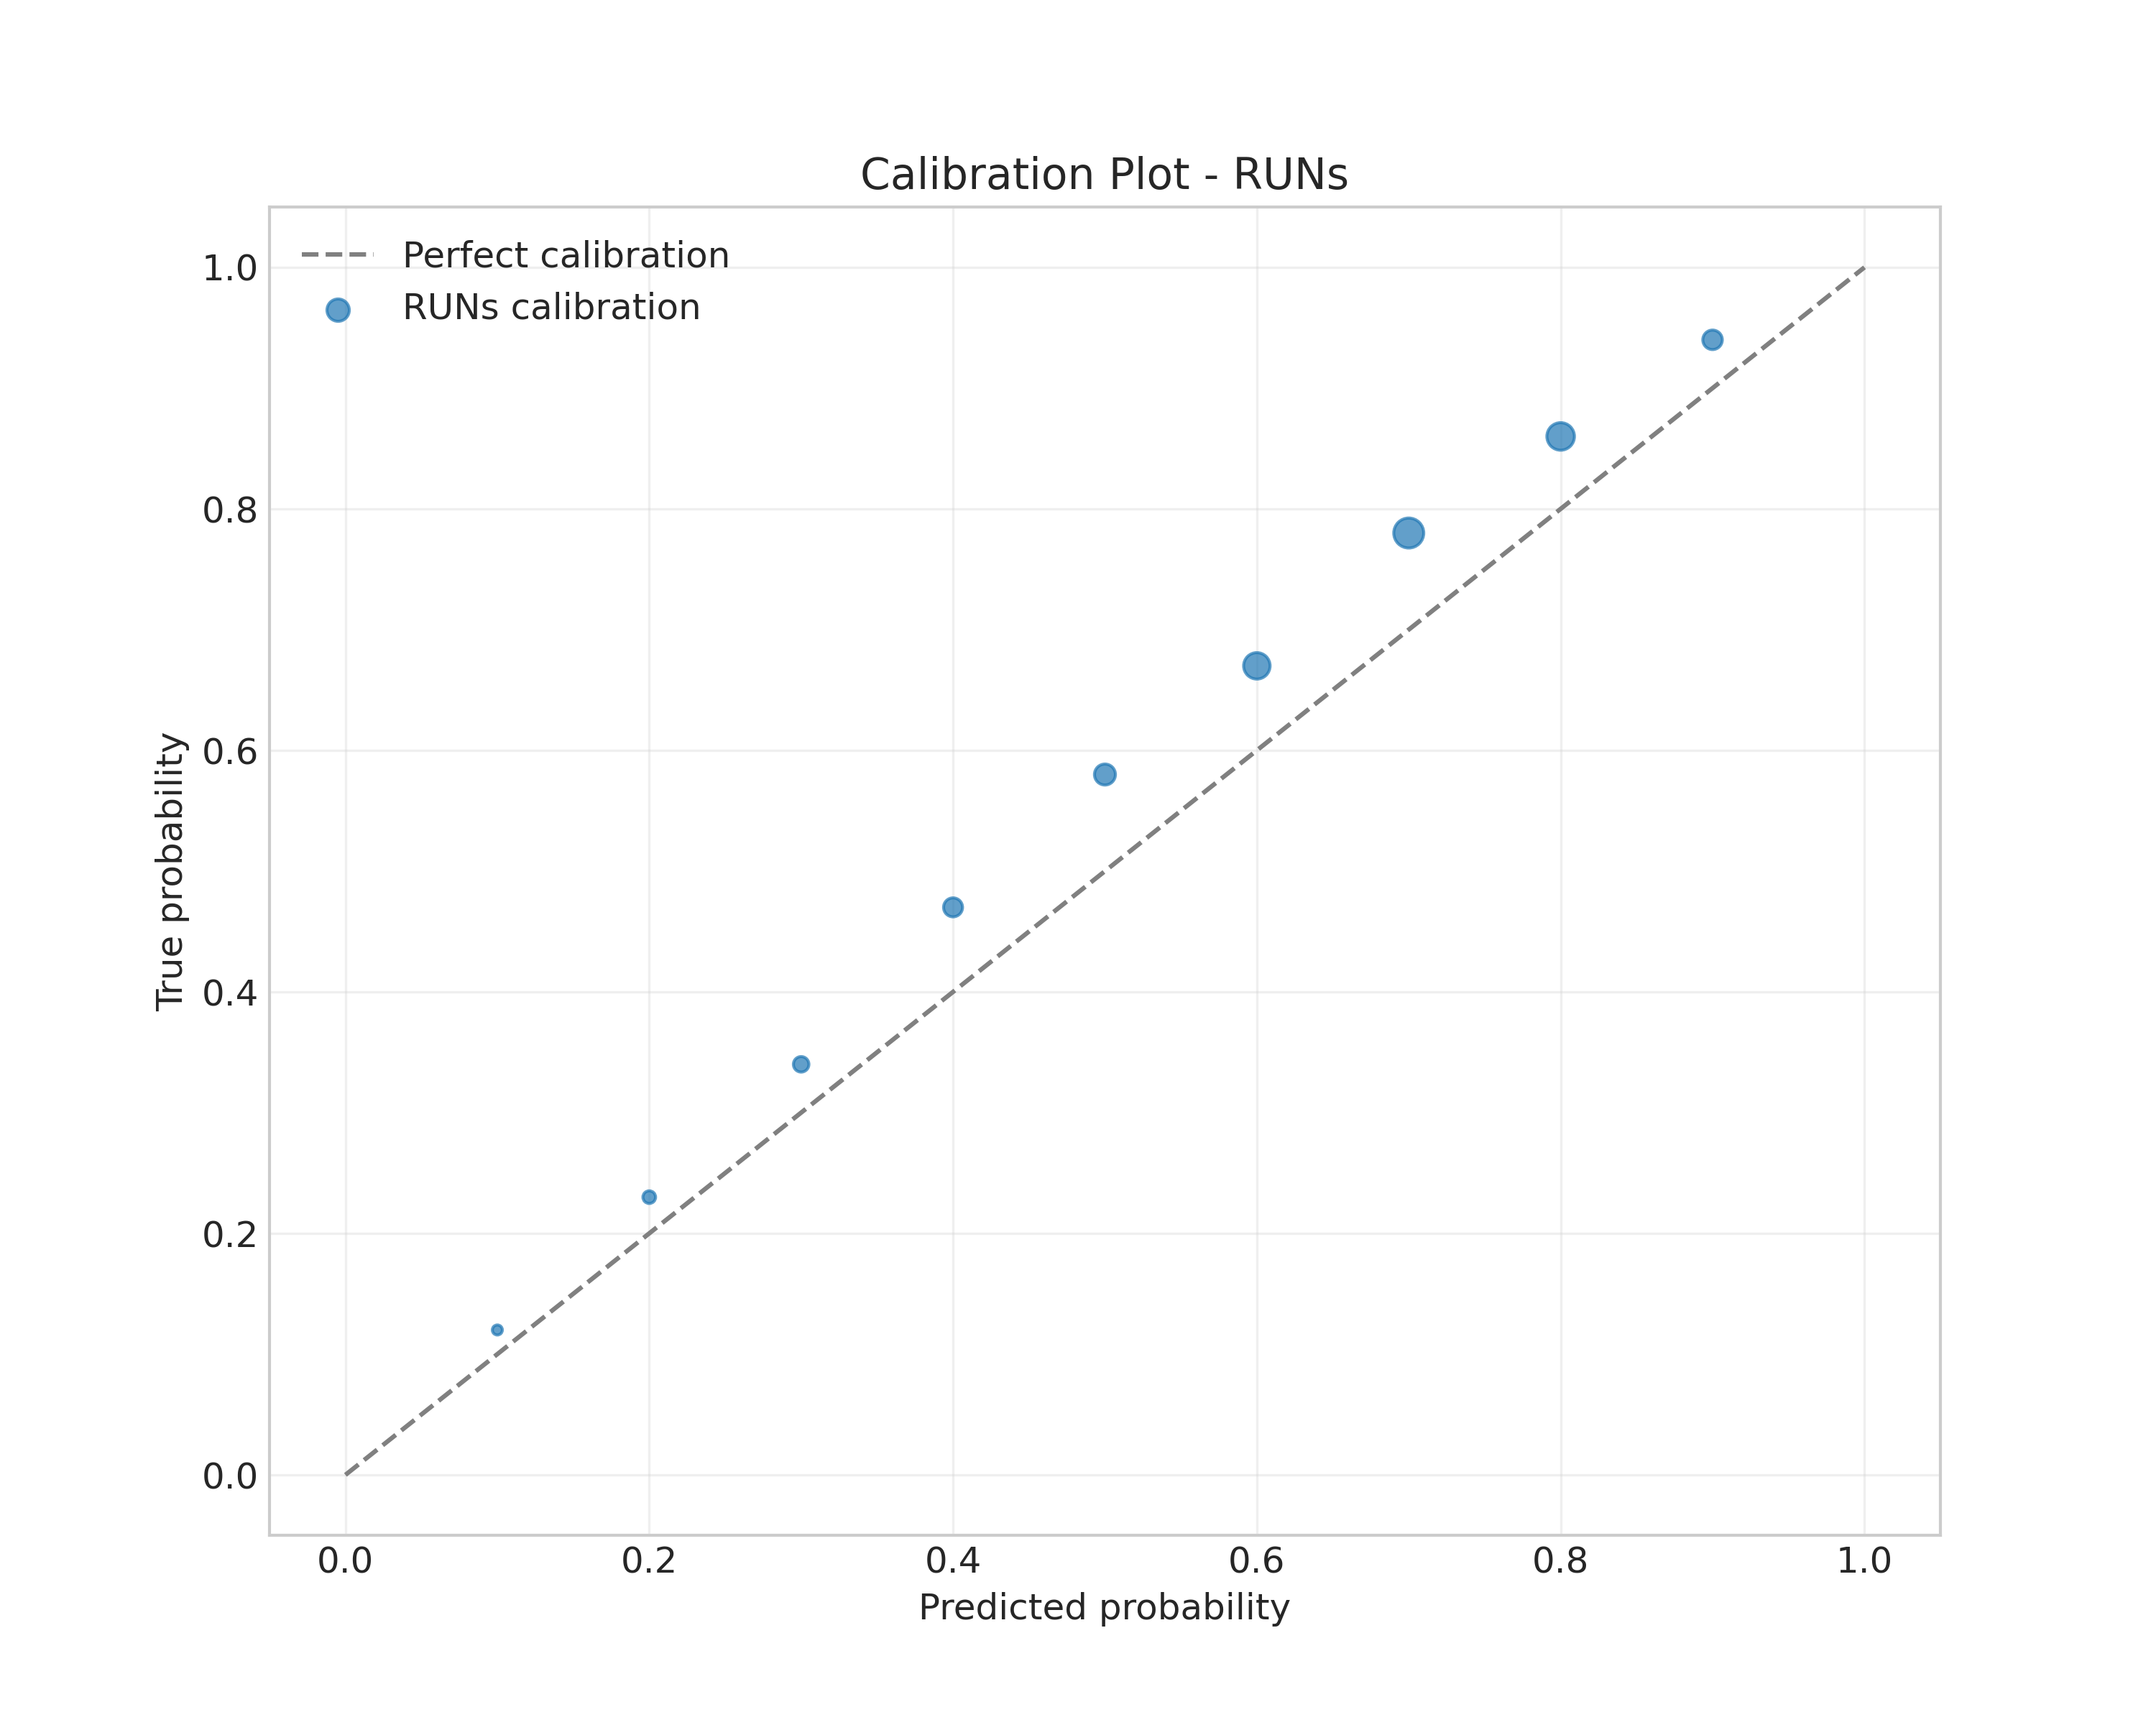 Calibration Plot - RUNs
Perfect calibration
RUNs calibration
True probability
1.0
0.8
0.6
0.4
0.2
0.0
0.0 0.2 0.4 0.6 0.8 1.0
Predicted probability